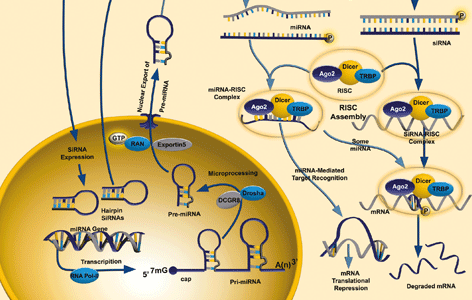 miRNA
P
siRNA
P
Ago2
Dicer
TRBP
RISC
miRNA-RISC
Complex
Ago2
Dicer
TRBP
RISC
Assembly
Ago2
Dicer
TRBP
SiRNA-RISC
Complex
Nuclear Export of
Pre-miRNA
GTP
RAN
Exportin5
SiRNA
Expression
Some
miRNA
Microprocessing
miRNA-Mediated
Target Recognition
Drosha
DCGR8
Pre-miRNA
Hairpin
SiRNAs
Ago2
Dicer
TRBP
mRNA
P
miRNA Gene
Transcription
RNA Pol-II
5' 7mG
cap
Pri-miRNA
A(n) 3'
mRNA
Translational
Repression
Degraded mRNA